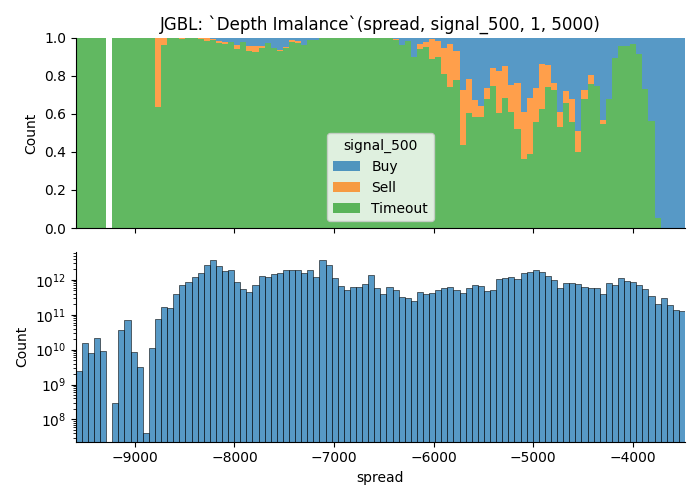 JGBL: `Depth Imalance`(spread, signal_500, 1, 5000)
1.0
0.8
0.6
0.4
0.2
0.0
Count
signal_500
Buy
Sell
Timeout
10¹²
10¹¹
10¹⁰
10⁹
10⁸
Count
−9000 −8000 −7000 −6000 −5000 −4000
spread